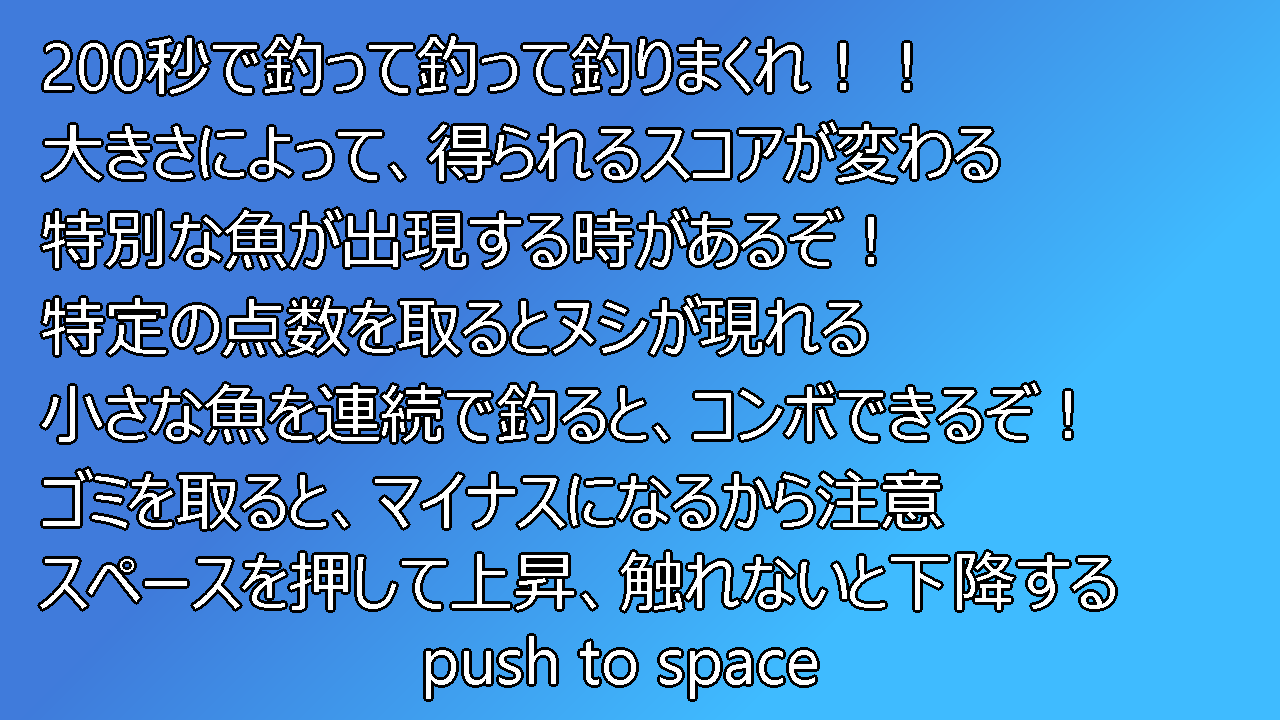 200秒で釣って釣って釣りまくれ！！
大きさによって、得られるスコアが変わる
特別な魚が出現する時があるぞ！
特定の点数を取るとヌシが現れる
小さな魚を連続で釣ると、コンボできるぞ！
ゴミを取ると、マイナスになるから注意
スペースを押して上昇、触れないと下降する
push to space